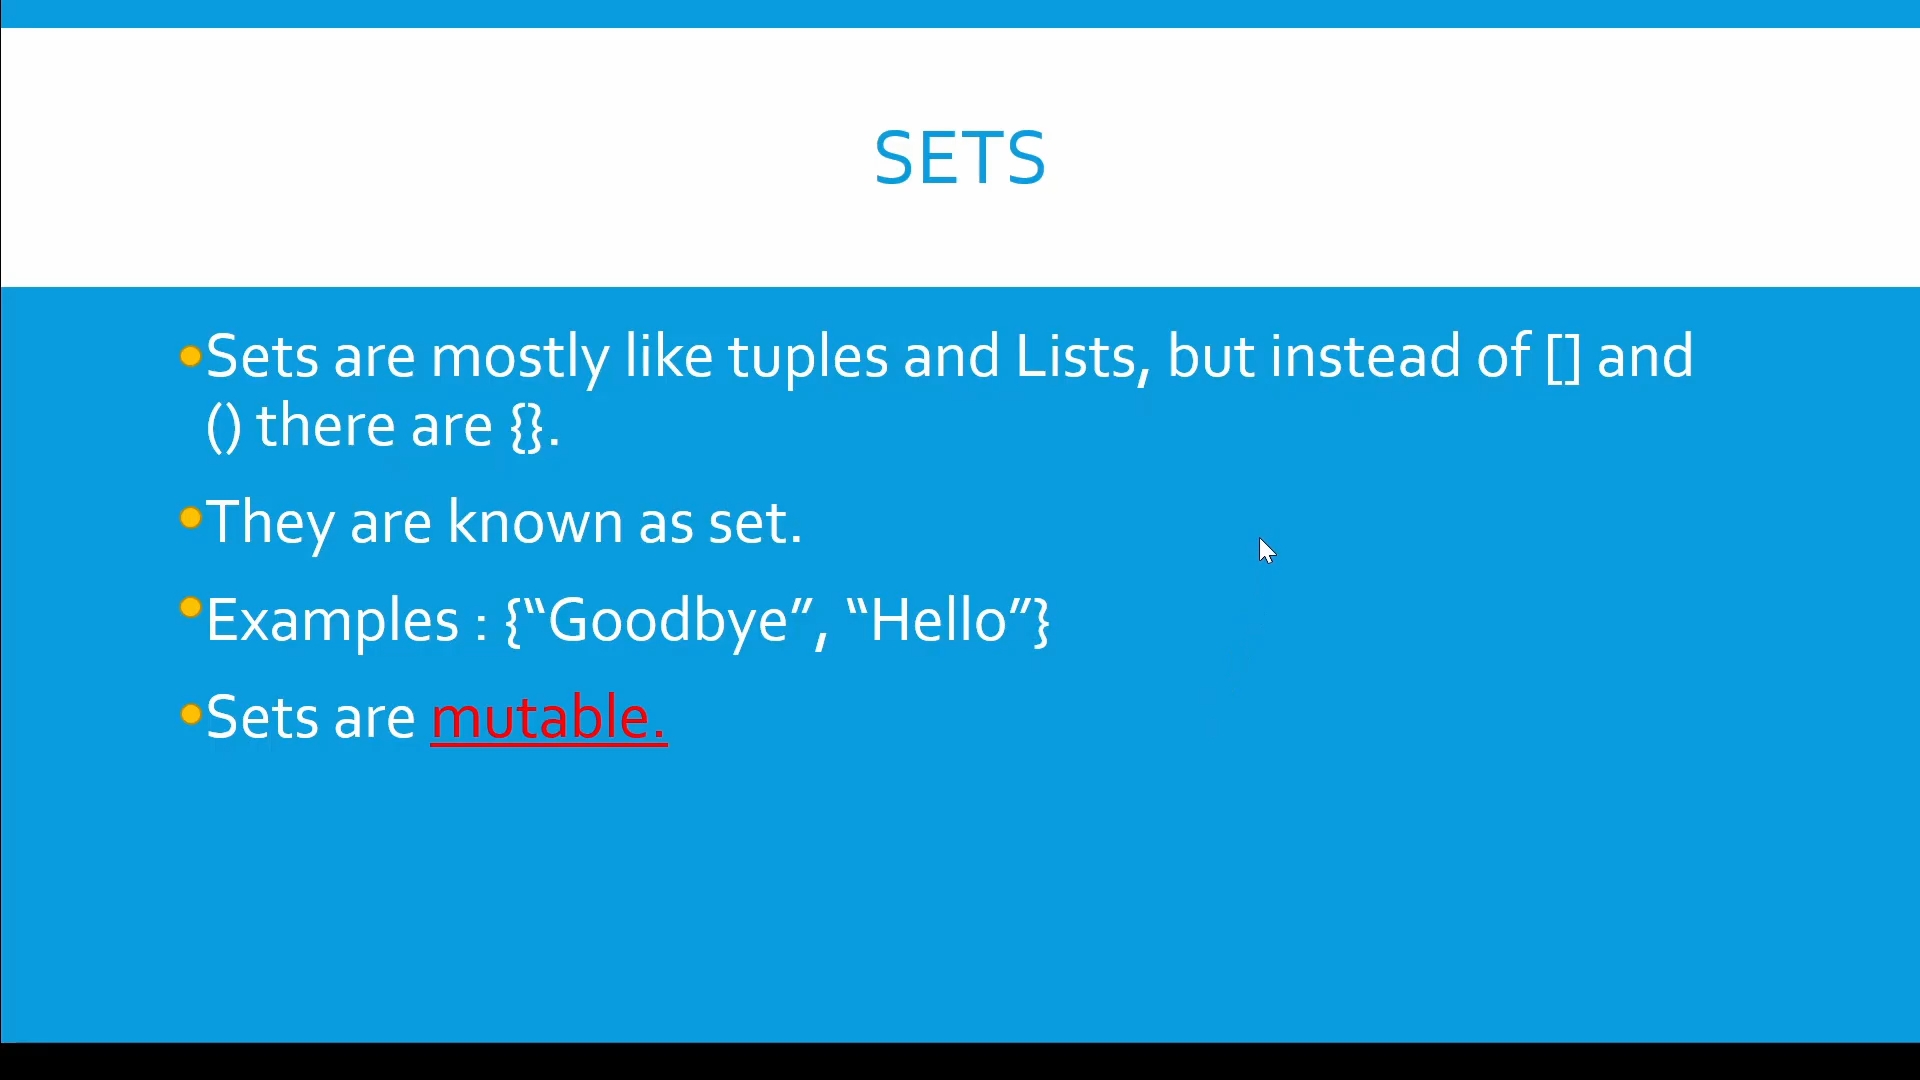 SETS
Sets are mostly like tuples and Lists, but instead of [] and
() there are {}.
They are known as set.
Examples : {“Goodbye”, “Hello”}
Sets are mutable.